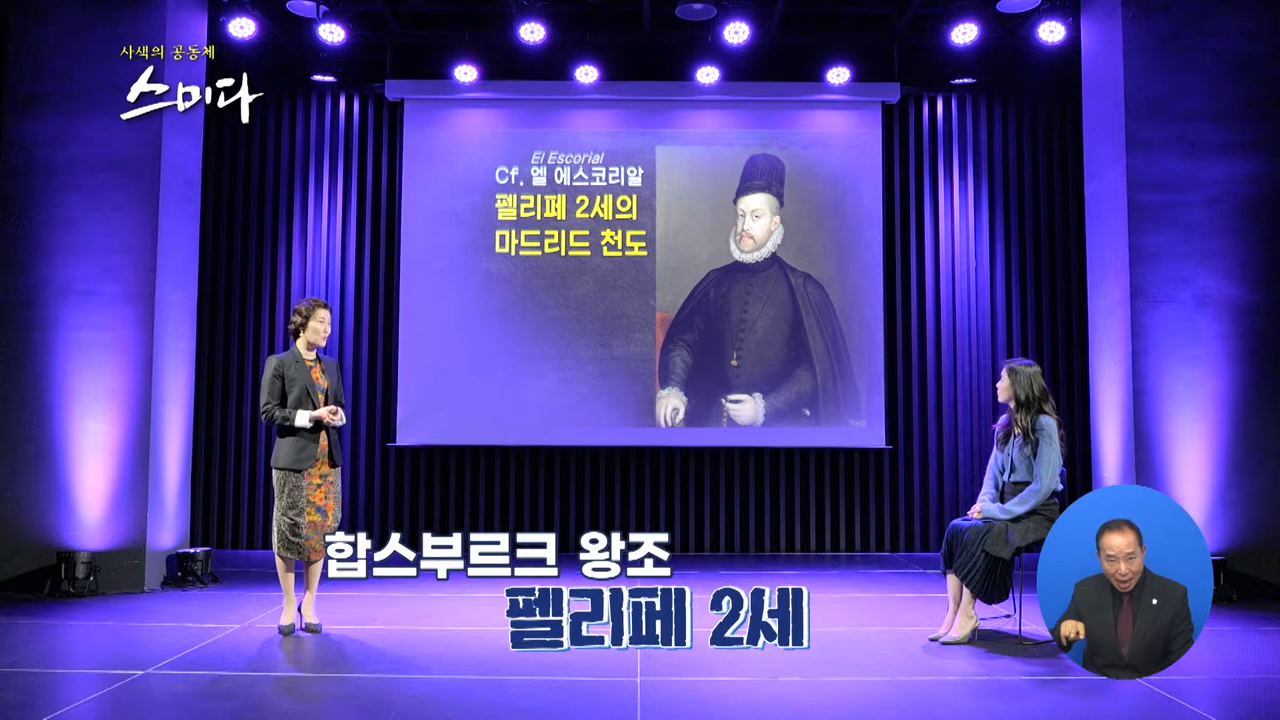 사색의 공동체
스미다
El Escorial
Cf. 엘 에스코리알
펠리페 2세의
마드리드 천도
합스부르크 왕조
펠리페 2세